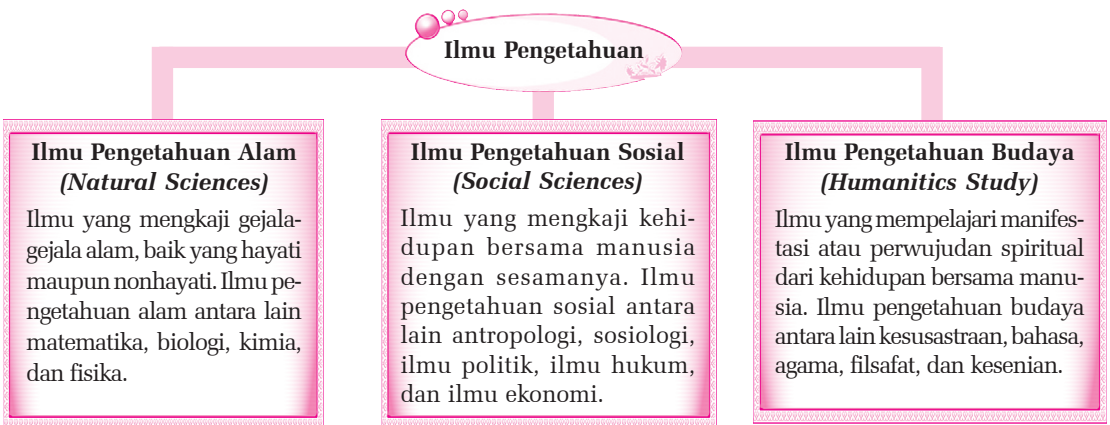 Ilmu Pengetahuan
Ilmu Pengetahuan Alam
(Natural Sciences)
Ilmu yang mengkaji gejala-
gejala alam, baik yang hayati
maupun nonhayati. Ilmu pe-
ngetahuan alam antara lain
matematika, biologi, kimia,
dan fisika.
Ilmu Pengetahuan Sosial
(Social Sciences)
Ilmu yang mengkaji kehi-
dupan bersama manusia
dengan sesamanya. Ilmu
pengetahuan sosial antara
lain antropologi, sosiologi,
ilmu politik, ilmu hukum,
dan ilmu ekonomi.
Ilmu Pengetahuan Budaya
(Humanitics Study)
Ilmu yang mempelajari manifes-
tasi atau perwujudan spiritual
dari kehidupan bersama manu-
sia. Ilmu pengetahuan budaya
antara lain kesusastraan, bahasa,
agama, filsafat, dan kesenian.